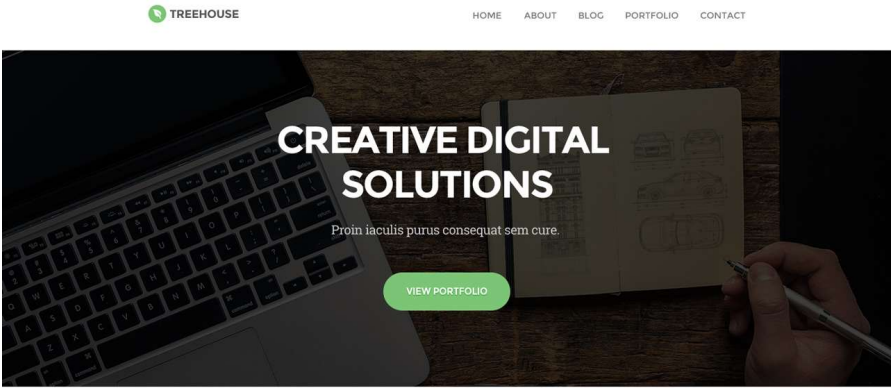 TREEHOUSE
HOME ABOUT BLOG PORTFOLIO CONTACT
CREATIVE DIGITAL
SOLUTIONS
Proin iaculis purus consequat sem cure.
VIEW PORTFOLIO